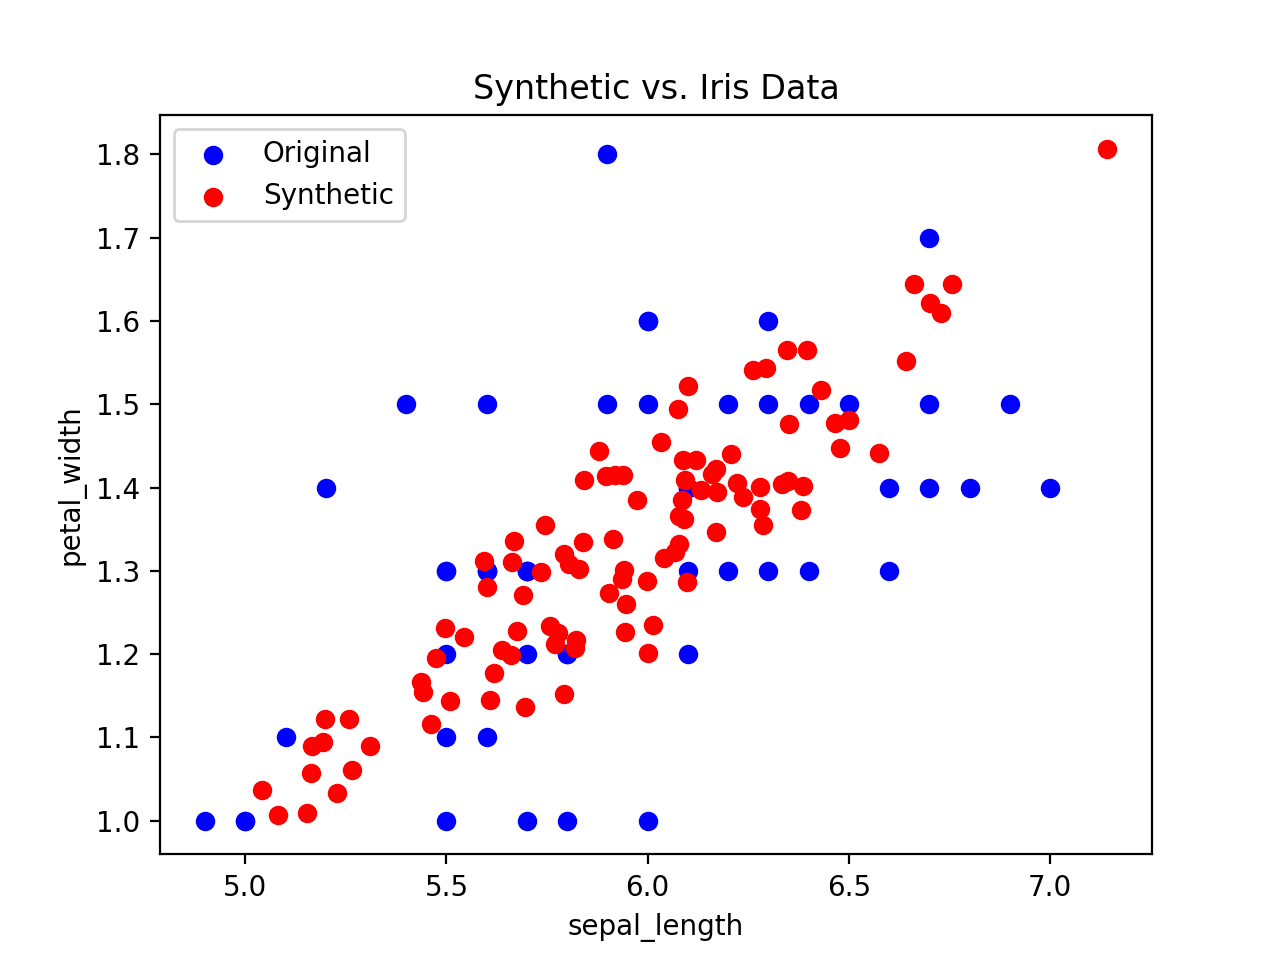 Synthetic vs. Iris Data
Original
Synthetic
1.8
1.7
1.6
1.5
1.4
1.3
1.2
1.1
1.0
petal_width
5.0 5.5 6.0 6.5 7.0
sepal_length